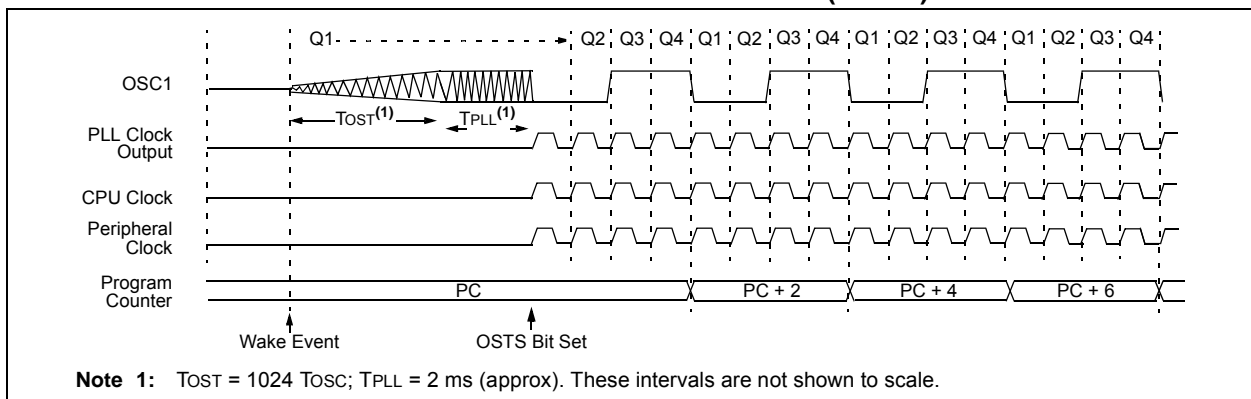 Q1 Q2 Q3 Q4 Q1 Q2 Q3 Q4 Q1 Q2 Q3 Q4 Q1 Q2 Q3 Q4
OSC1
TOST(1) TPLL(1)
PLL Clock
Output
CPU Clock
Peripheral
Clock
Program
Counter
PC PC + 2 PC + 4 PC + 6
Wake Event OSTS Bit Set
Note 1: TOST = 1024 TOSC; TPLL = 2 ms (approx). These intervals are not shown to scale.